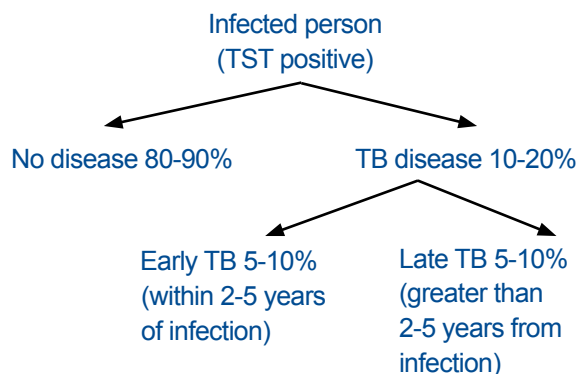 Infected person
(TST positive)
No disease 80-90%
TB disease 10-20%
Early TB 5-10%
(within 2-5 years
of infection)
Late TB 5-10%
(greater than
2-5 years from
infection)